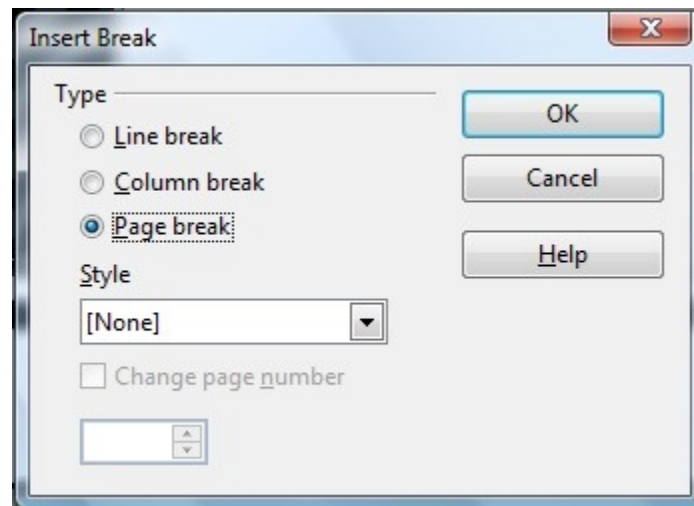 Insert Break
Type
Line break
Column break
Page break
Style
[None]
Change page number
OK
Cancel
Help